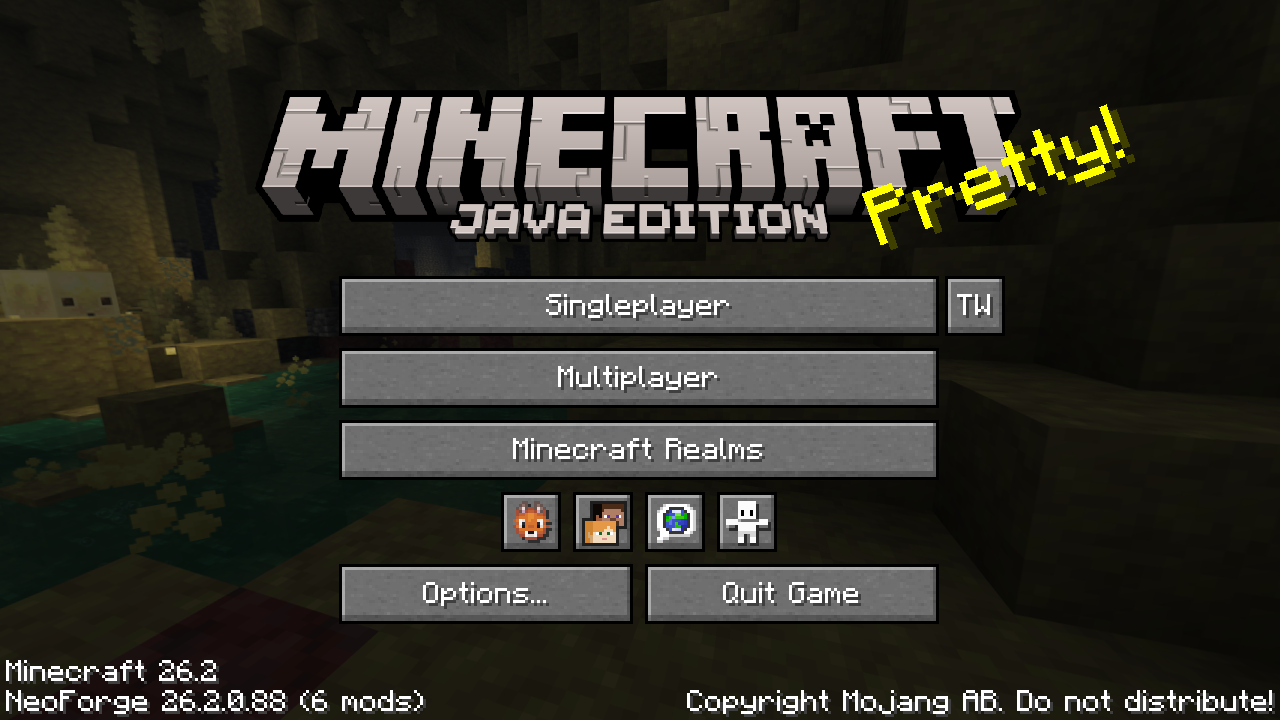 MINECRAFT
JAVA EDITION
Pretty!
Singleplayer
TW
Multiplayer
Minecraft Realms
Options...
Quit Game
Minecraft 26.2
NeoForge 26.2.0.88 (6 mods)
Copyright Mojang AB. Do not distribute!